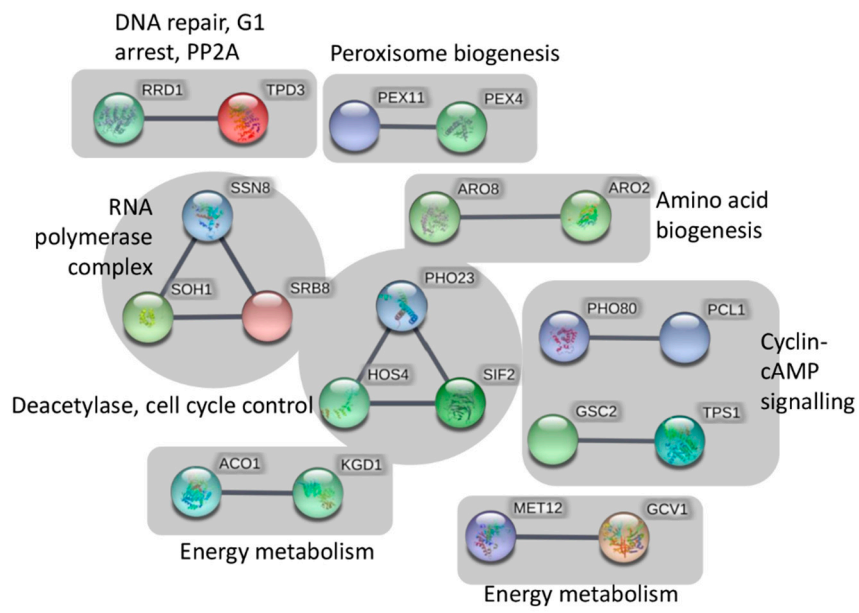 DNA repair, G1
arrest, PP2A
RRD1
TPD3
Peroxisome biogenesis
PEX11
PEX4
RNA
polymerase
complex
SSN8
SOH1
SRB8
ARO8
ARO2
Amino acid
biogenesis
Deacetylase, cell cycle control
PHO23
HOS4
SIF2
PHO80
PCL1
GSC2
TPS1
Cyclin-
cAMP
signalling
ACO1
KGD1
Energy metabolism
MET12
GCV1
Energy metabolism